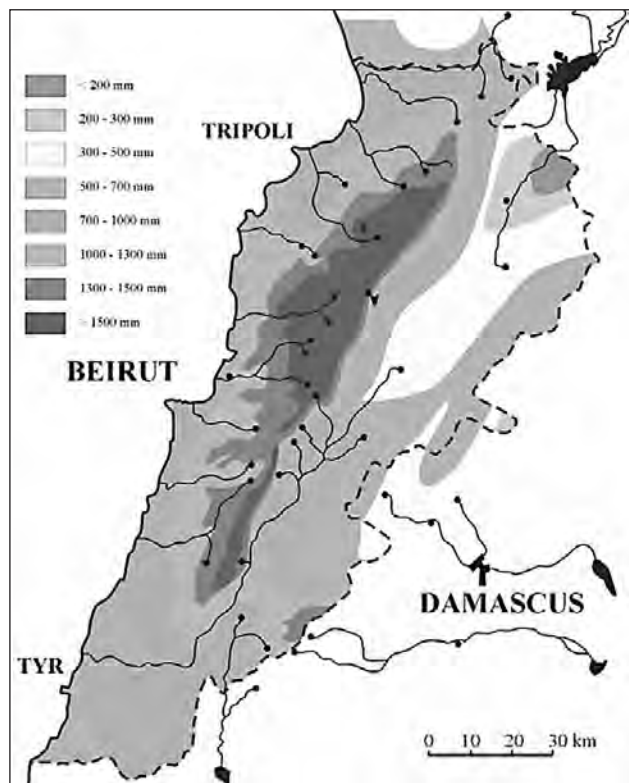 < 200 mm
200 - 300 mm
300 - 500 mm
500 - 700 mm
700 - 1000 mm
1000 - 1300 mm
1300 - 1500 mm
> 1500 mm
TRIPOLI
BEIRUT
DAMASCUS
TYR
0 10 20 30 km